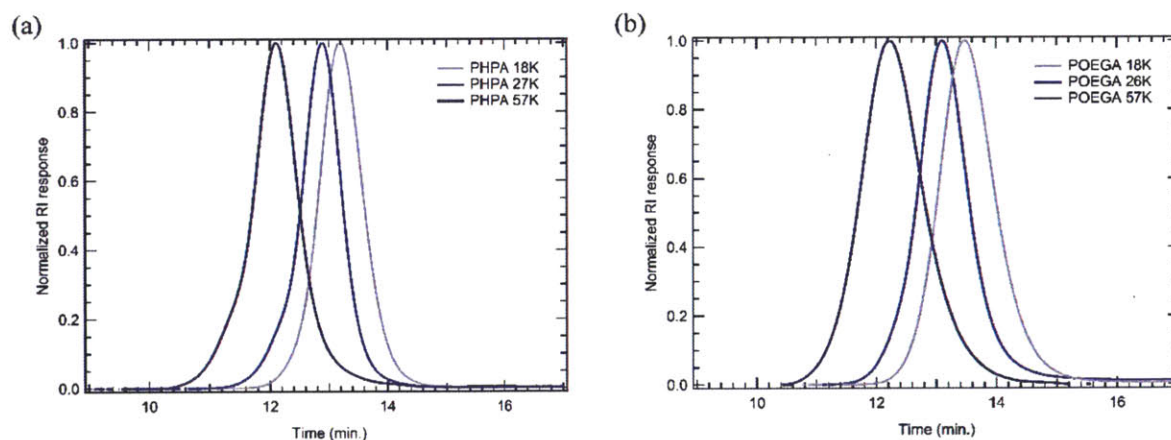 (a)
Normalized RI response
1.0
0.8
0.6
0.4
0.2
0.0
PHPA 18K
PHPA 27K
PHPA 57K
10 12 14 16
Time (min.)
(b)
Normalized RI response
1.0
0.8
0.6
0.4
0.2
0.0
POEGA 18K
POEGA 26K
POEGA 57K
10 12 14 16
Time (min.)